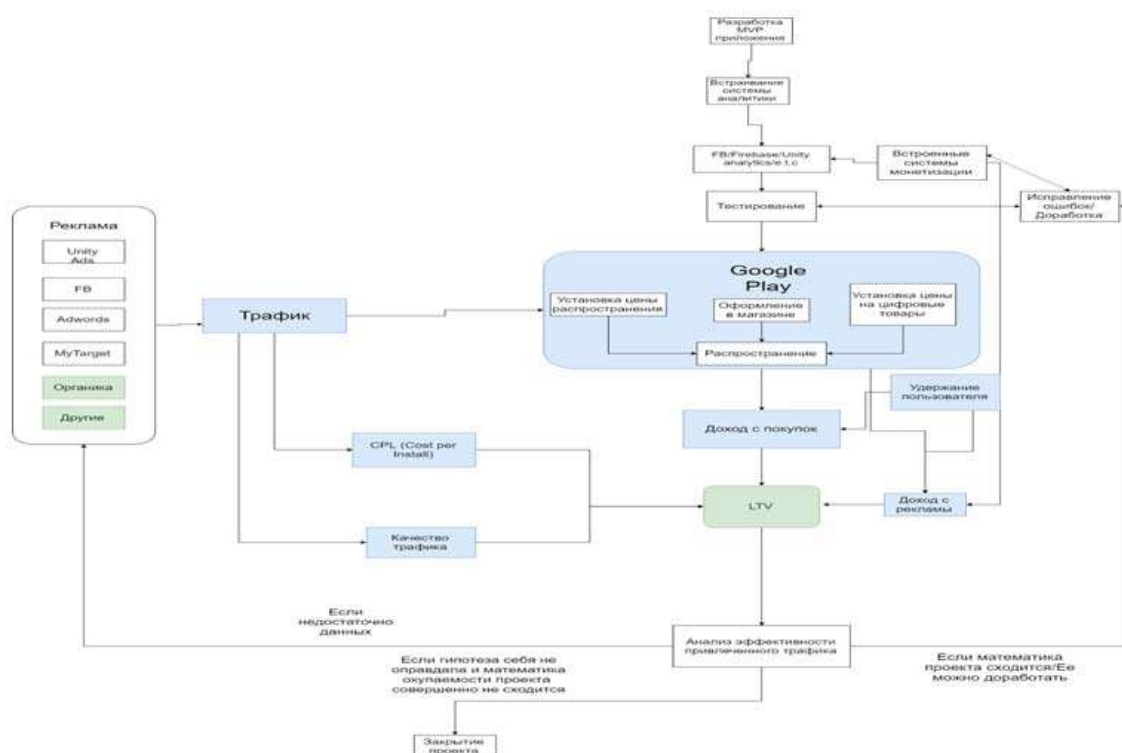 Разработка
MVP
приложения
Встраивание
системы
аналитики
FB/Firebase/Unity
analytics/e.t.c
Встроенные
системы
монетизации
Тестирование
Исправление
ошибок/
Доработка
Реклама
Unity
Ads
FB
Adwords
MyTarget
Органика
Другие
Трафик
Google
Play
Установка цены
распространения
Оформление
в магазине
Установка цены
на цифровые
товары
Распространение
Удержание
пользователя
Доход с покупок
CPL (Cost per
Install)
LTV
Доход с
рекламы
Качество
трафика
Если
недостаточно
данных
Анализ эффективности
привлеченного трафика
Если гипотеза себя не
оправдала и математика
окупаемости проекта
совершенно не сходится
Если математика
проекта сходится/Ее
можно доработать
Закрытие
проекта